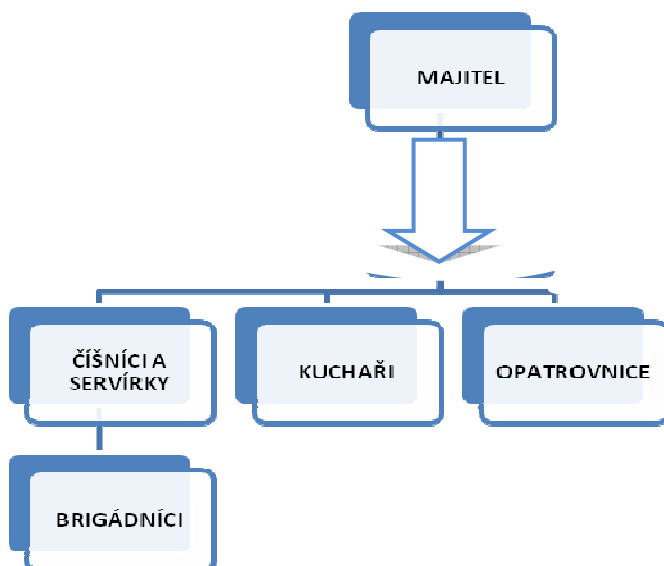 MAJITEL
ČÍŠNÍCI A
SERVÍRKY
KUCHAŘI
OPATROVNICE
BRIGÁDNÍCI